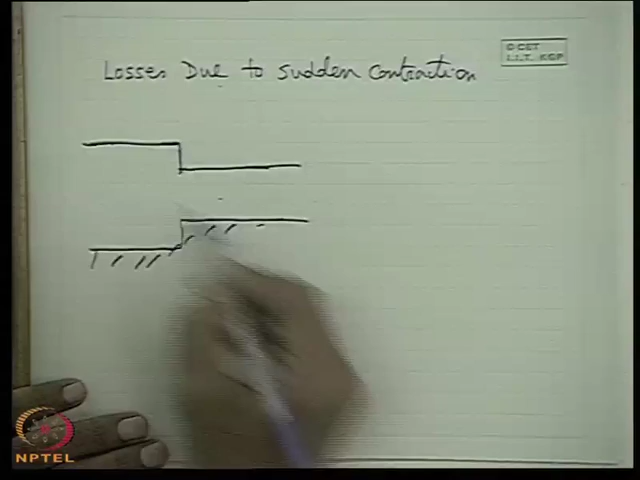 Losses Due to Sudden Contraction
© CET
I.I.T. KGP
NPTEL